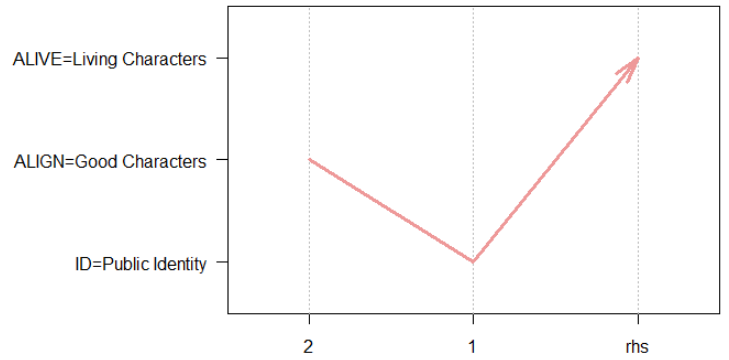 ALIVE=Living Characters
ALIGN=Good Characters
ID=Public Identity
2 1 rhs